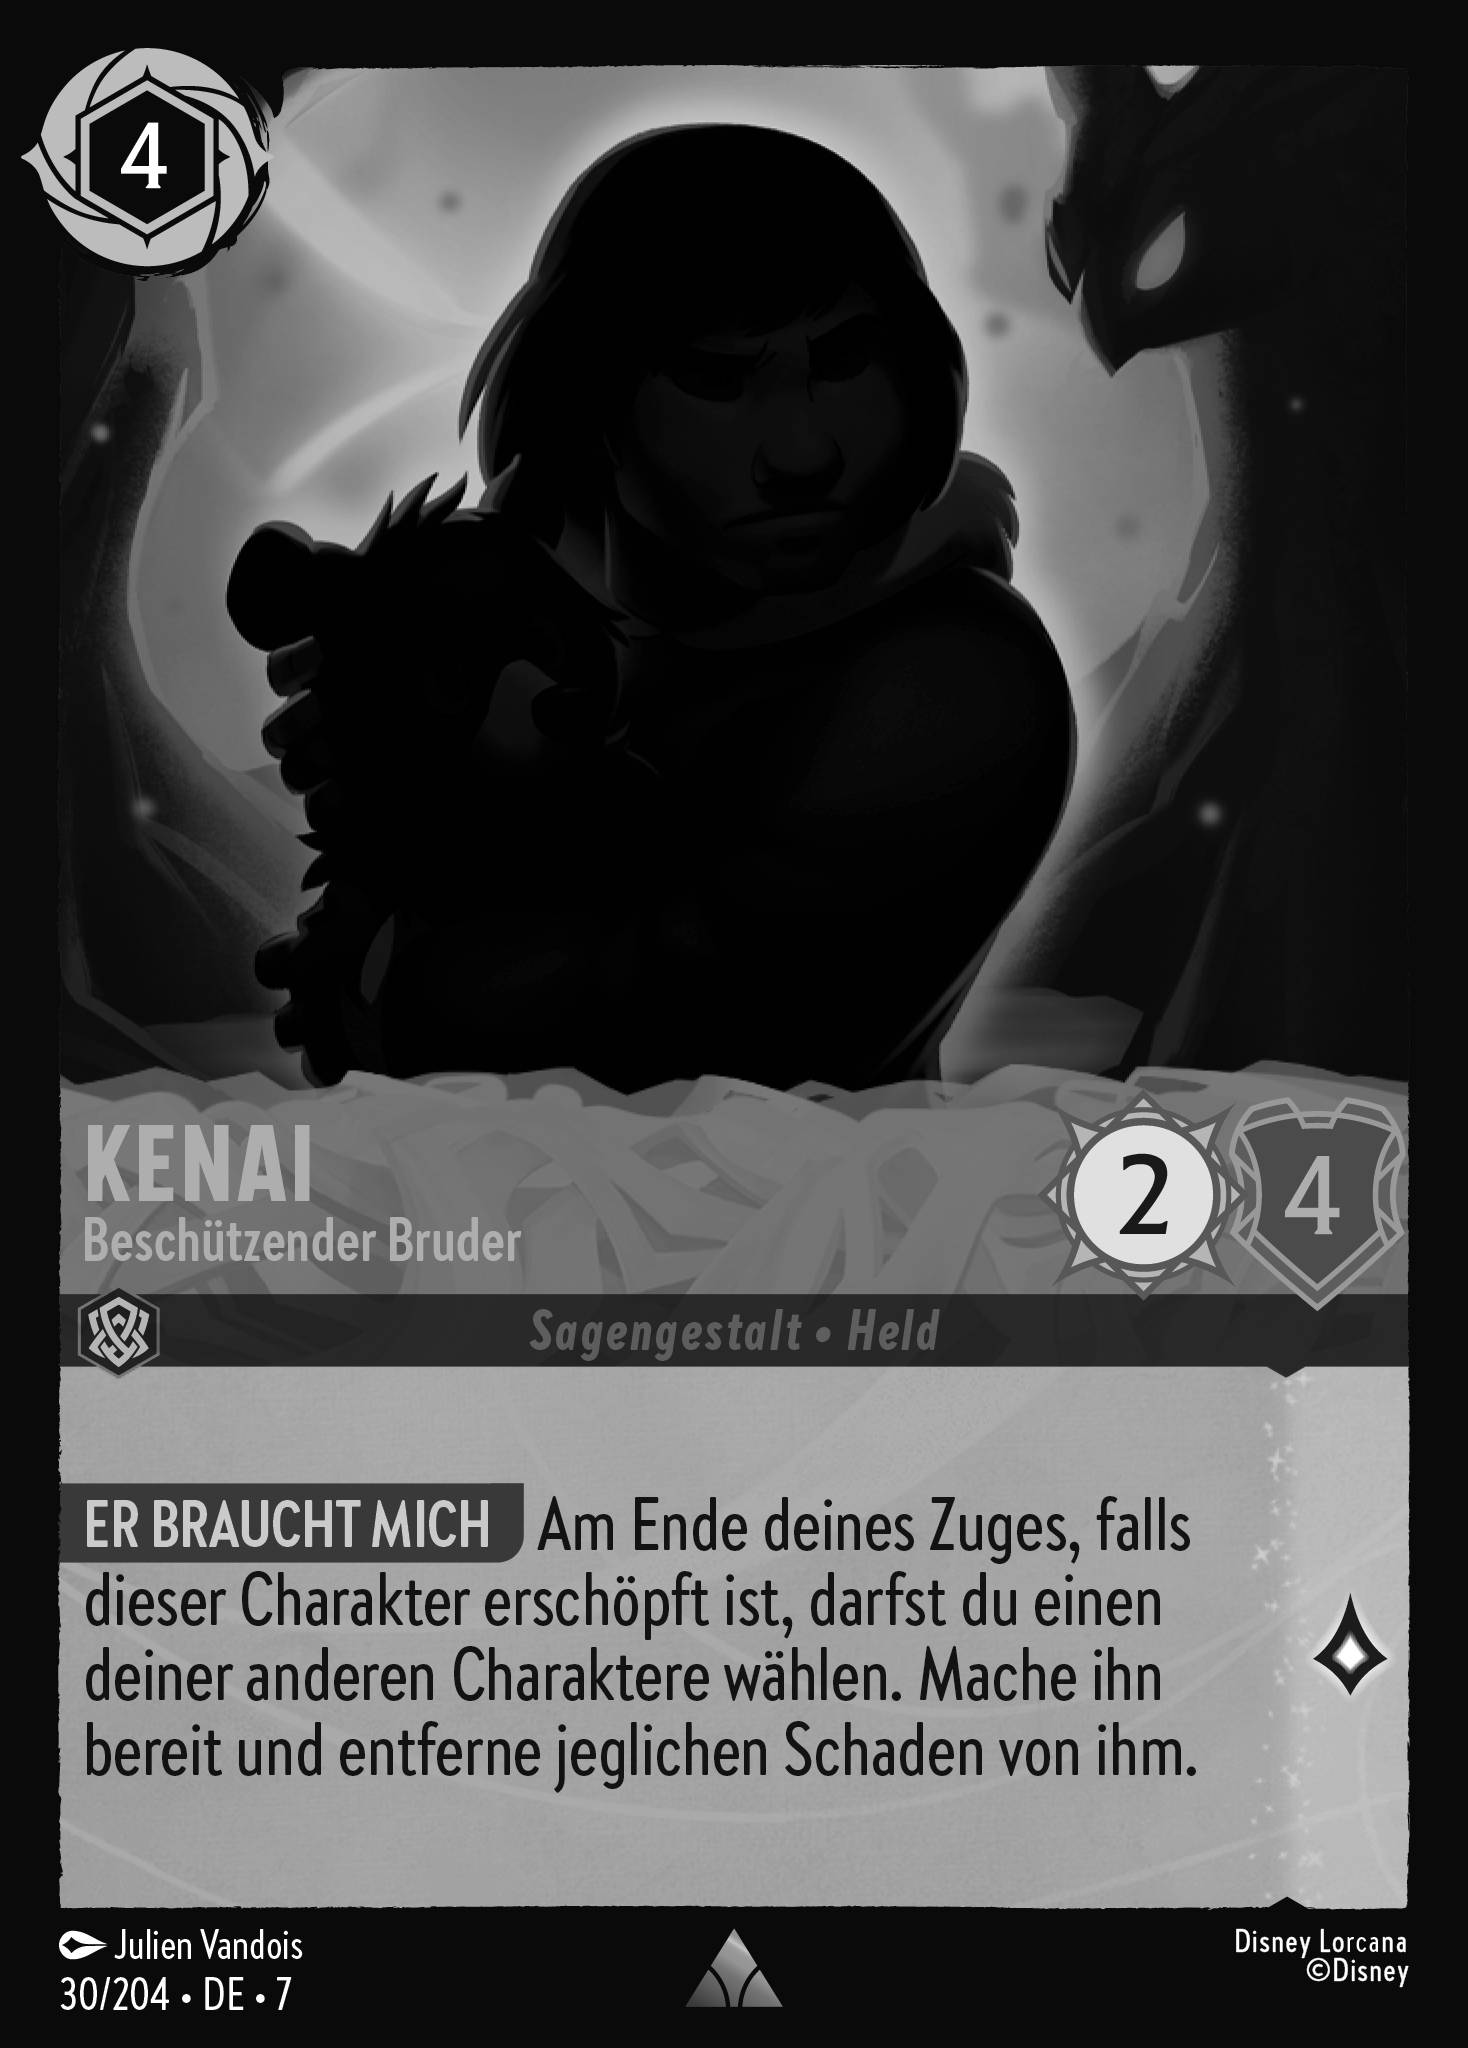 4
KENAI
Beschützender Bruder
2
4
Sagengestalt • Held
ER BRAUCHT MICH Am Ende deines Zuges, falls
dieser Charakter erschöpft ist, darfst du einen
deiner anderen Charaktere wählen. Mache ihn
bereit und entferne jeglichen Schaden von ihm.
Julien Vandois
30/204 • DE • 7
Disney Lorcana
©Disney